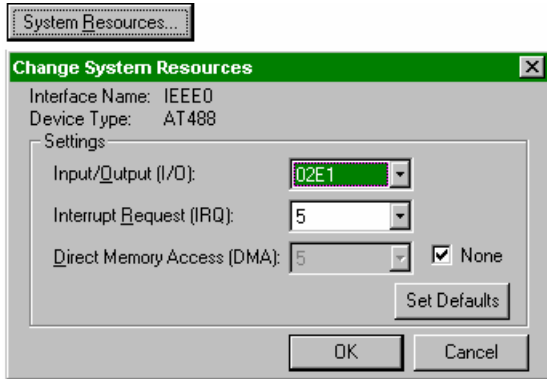 System Resources...
Change System Resources
Interface Name: IEEE0
Device Type: AT488
Settings
Input/Output (I/O): 02E1
Interrupt Request (IRQ): 5
Direct Memory Access (DMA): 5 None
Set Defaults
OK Cancel